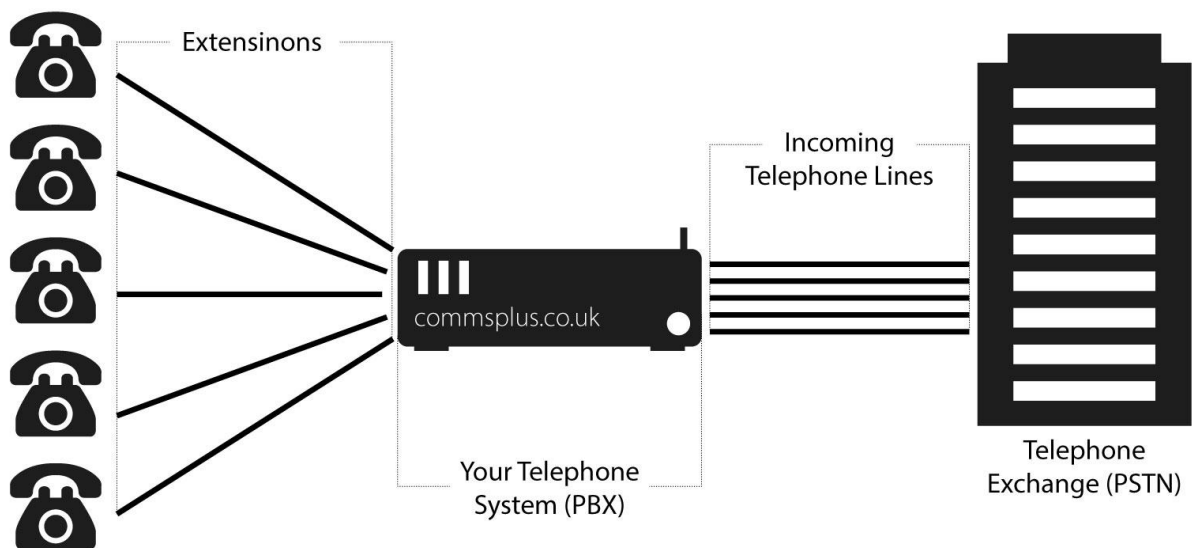 Extensinons
Incoming
Telephone Lines
commsplus.co.uk
Your Telephone
System (PBX)
Telephone
Exchange (PSTN)